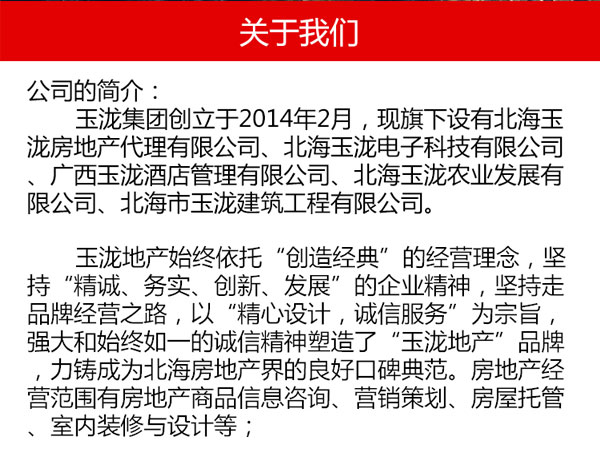 关于我们
公司的简介：
玉泷集团创立于2014年2月，现旗下设有北海玉
泷房地产代理有限公司、北海玉泷电子科技有限公司
、广西玉泷酒店管理有限公司、北海玉泷农业发展有
限公司、北海市玉泷建筑工程有限公司。
玉泷地产始终依托“创造经典”的经营理念，坚
持“精诚、务实、创新、发展”的企业精神，坚持走
品牌经营之路，以“精心设计，诚信服务”为宗旨，
强大和始终如一的诚信精神塑造了“玉泷地产”品牌
，力铸成为北海房地产界的良好口碑典范。房地产经
营范围有房地产商品信息咨询、营销策划、房屋托管
、室内装修与设计等；